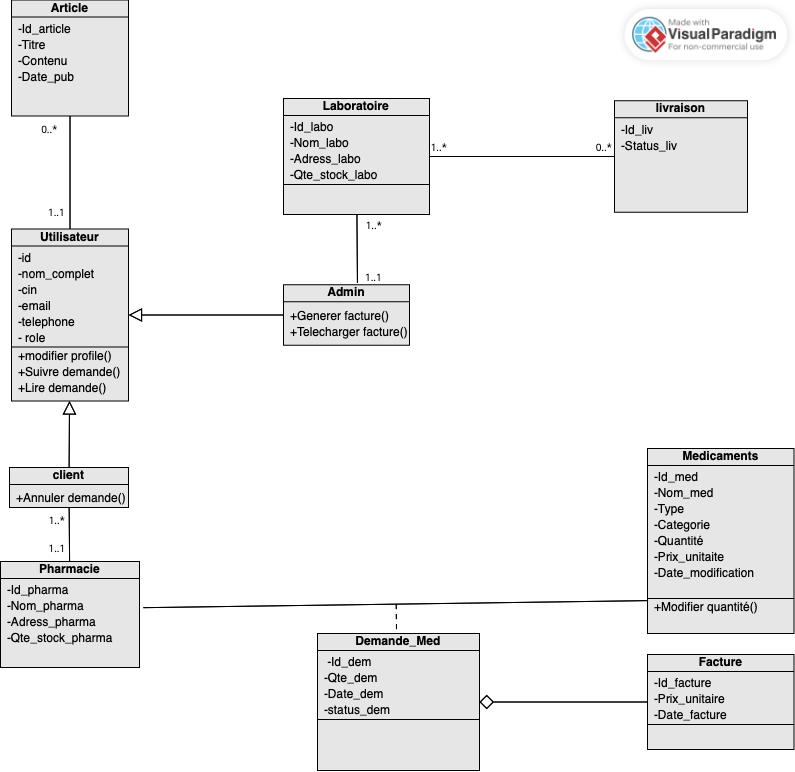 Article
-Id_article
-Titre
-Contenu
-Date_pub
Made with
VisualParadigm
For non-commercial use
0..*
1..1
Laboratoire
-Id_labo
-Nom_labo
-Adress_labo
-Qte_stock_labo
1..*
0..*
livraison
-Id_liv
-Status_liv
1..*
1..1
Utilisateur
-id
-nom_complet
-cin
-email
-telephone
- role
+modifier profile()
+Suivre demande()
+Lire demande()
Admin
+Generer facture()
+Telecharger facture()
client
+Annuler demande()
1..*
1..1
Pharmacie
-Id_pharma
-Nom_pharma
-Adress_pharma
-Qte_stock_pharma
Medicaments
-Id_med
-Nom_med
-Type
-Categorie
-Quantité
-Prix_unitaite
-Date_modification
+Modifier quantité()
Demande_Med
-Id_dem
-Qte_dem
-Date_dem
-status_dem
Facture
-Id_facture
-Prix_unitaire
-Date_facture